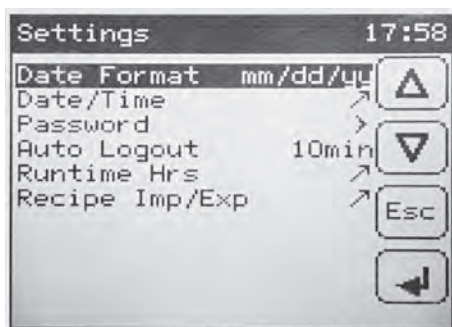 Settings 17:58
Date Format mm/dd/yy
Date/Time
Password >
Auto Logout 10min
Runtime Hrs
Recipe Imp/Exp
Esc